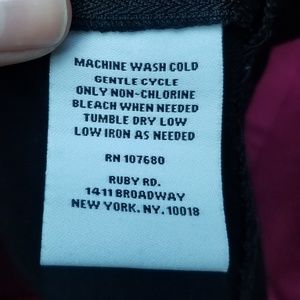 MACHINE WASH COLD
GENTLE CYCLE
ONLY NON-CHLORINE
BLEACH WHEN NEEDED
TUMBLE DRY LOW
LOW IRON AS NEEDED
RN 107680
RUBY RD.
1411 BROADWAY
NEW YORK, NY. 10018